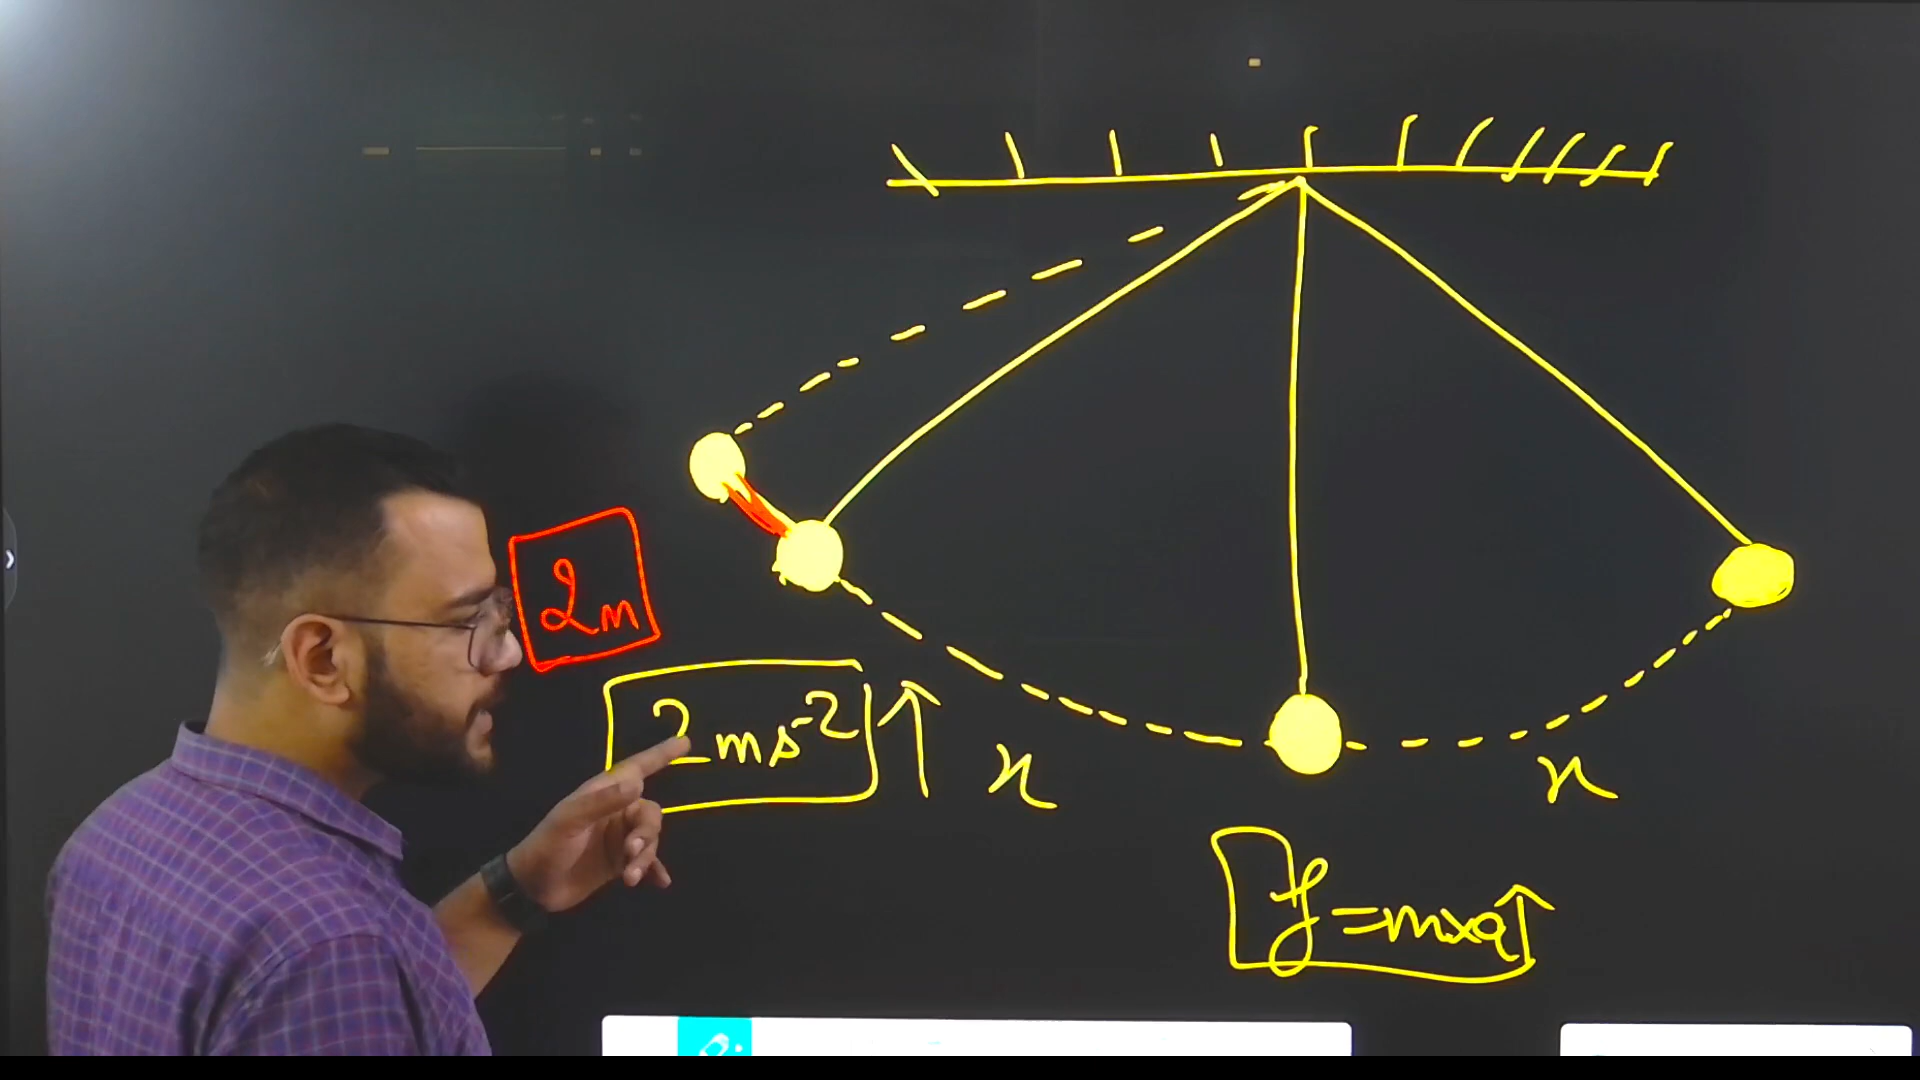 2m
2ms⁻² ↑ x
x
f = m×a↑